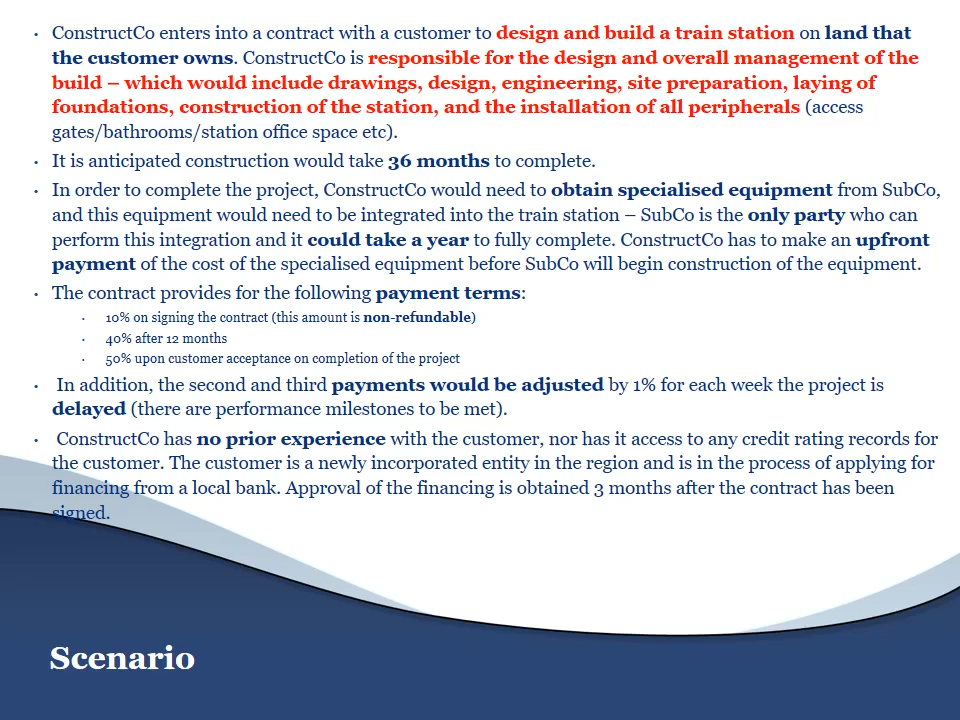 • ConstructCo enters into a contract with a customer to design and build a train station on land that
the customer owns. ConstructCo is responsible for the design and overall management of the
build – which would include drawings, design, engineering, site preparation, laying of
foundations, construction of the station, and the installation of all peripherals (access
gates/bathrooms/station office space etc).
• It is anticipated construction would take 36 months to complete.
• In order to complete the project, ConstructCo would need to obtain specialised equipment from SubCo,
and this equipment would need to be integrated into the train station – SubCo is the only party who can
perform this integration and it could take a year to fully complete. ConstructCo has to make an upfront
payment of the cost of the specialised equipment before SubCo will begin construction of the equipment.
• The contract provides for the following payment terms:
• 10% on signing the contract (this amount is non-refundable)
• 40% after 12 months
• 50% upon customer acceptance on completion of the project
• In addition, the second and third payments would be adjusted by 1% for each week the project is
delayed (there are performance milestones to be met).
• ConstructCo has no prior experience with the customer, nor has it access to any credit rating records for
the customer. The customer is a newly incorporated entity in the region and is in the process of applying for
financing from a local bank. Approval of the financing is obtained 3 months after the contract has been
signed.
Scenario